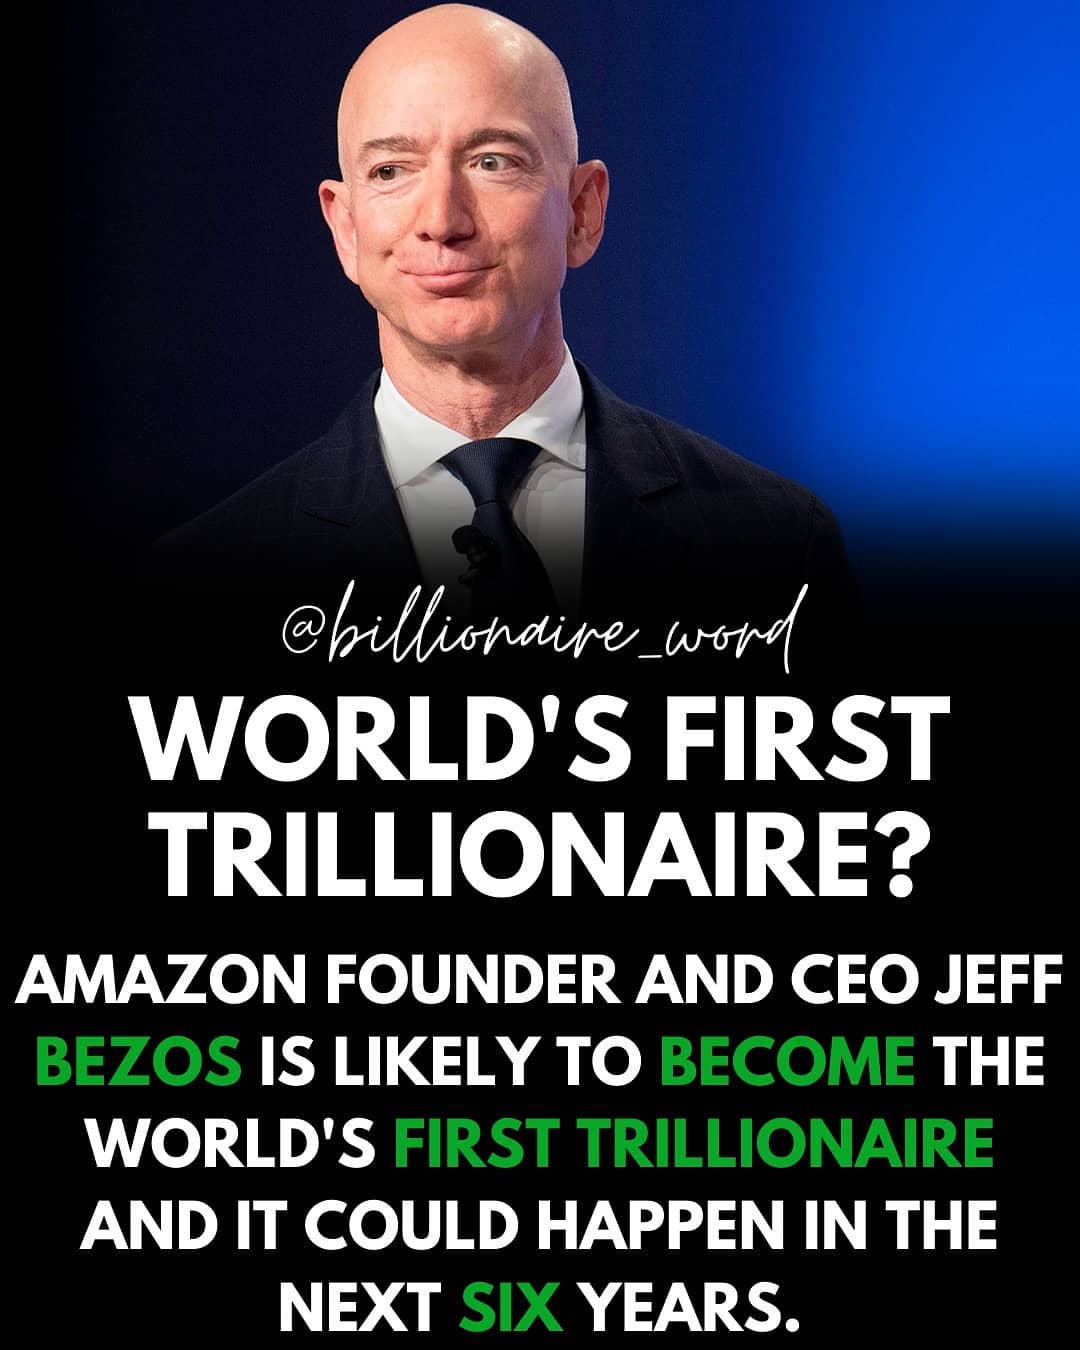 @billionaire_word
WORLD'S FIRST
TRILLIONAIRE?
AMAZON FOUNDER AND CEO JEFF
BEZOS IS LIKELY TO BECOME THE
WORLD'S FIRST TRILLIONAIRE
AND IT COULD HAPPEN IN THE
NEXT SIX YEARS.